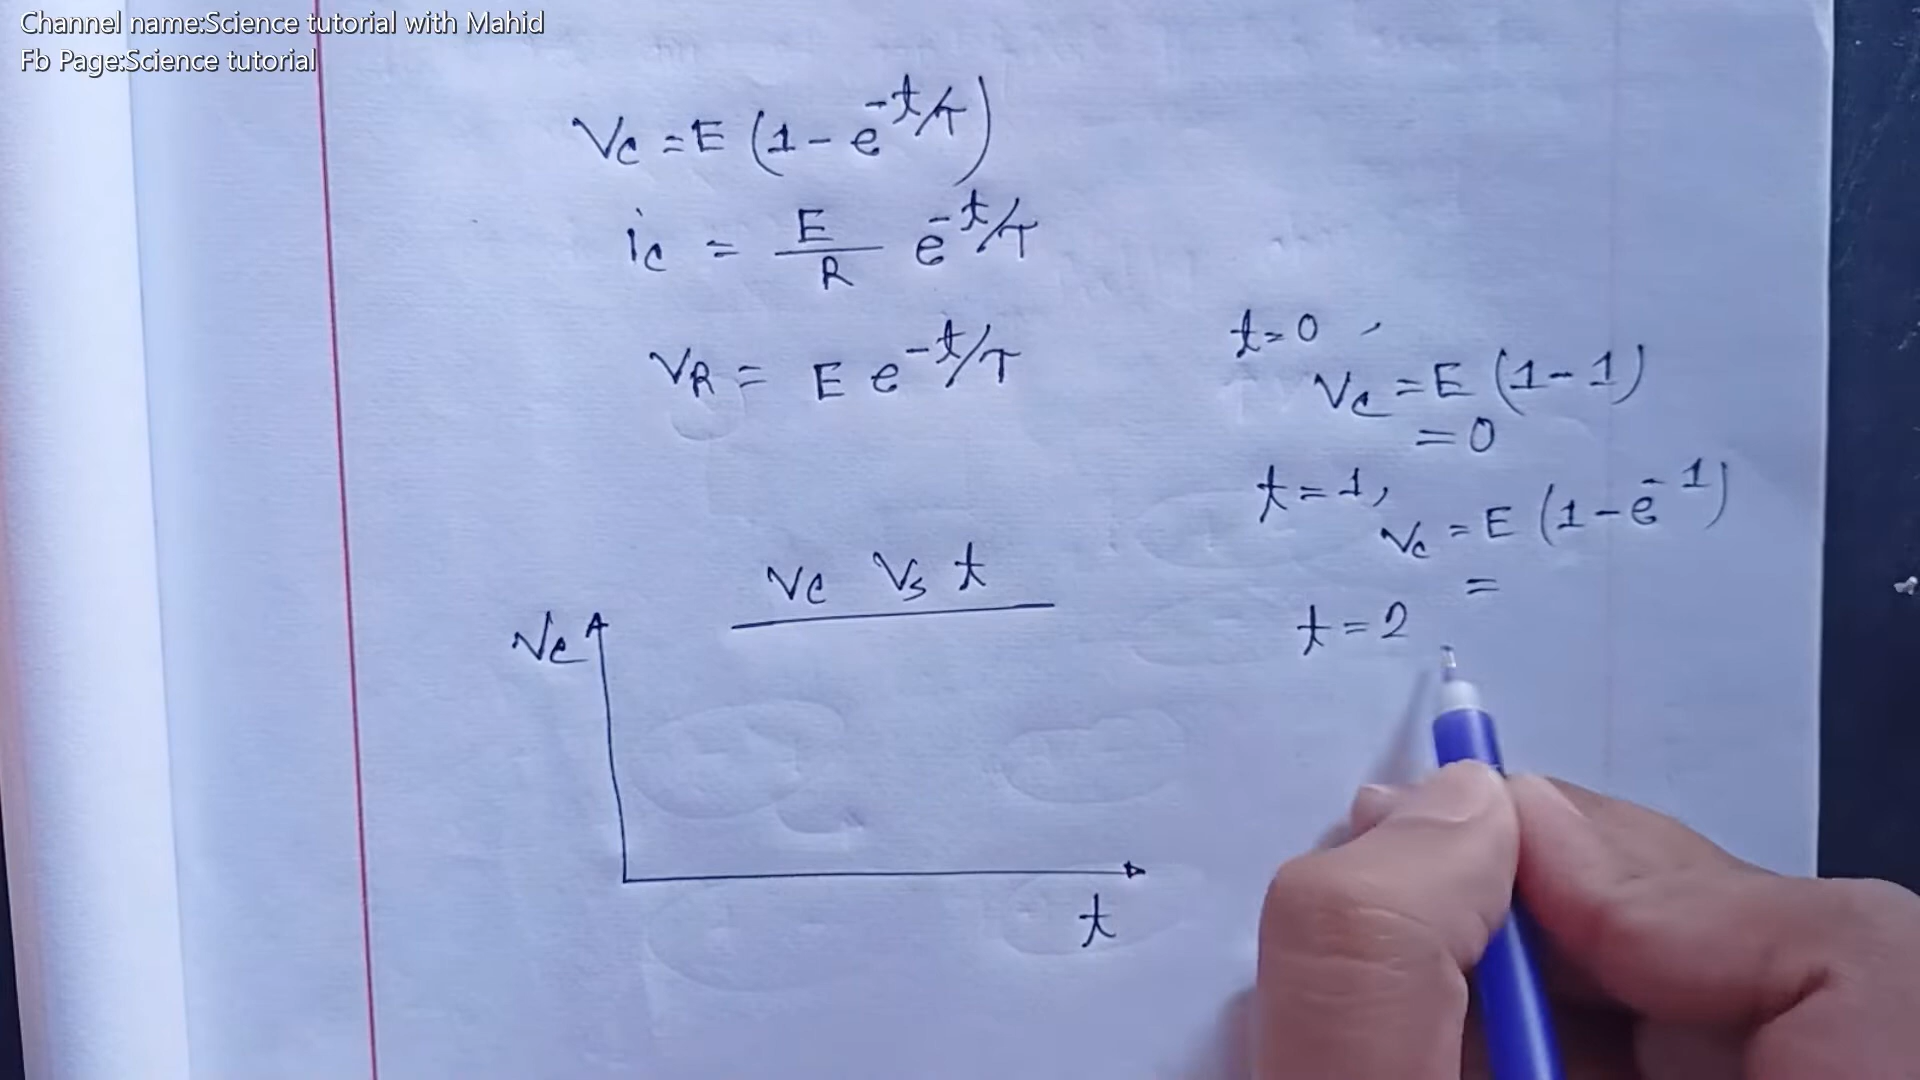 Channel name:Science tutorial with Mahid
Fb Page:Science tutorial
Vc = E (1 - e^-t/τ)
ic = E/R e^-t/τ
VR = E e^-t/τ
t=0,
Vc = E (1-1)
= 0
t=1,
Vc = E (1-e^-1)
=
t=2
Vc Vs t
Vc
t